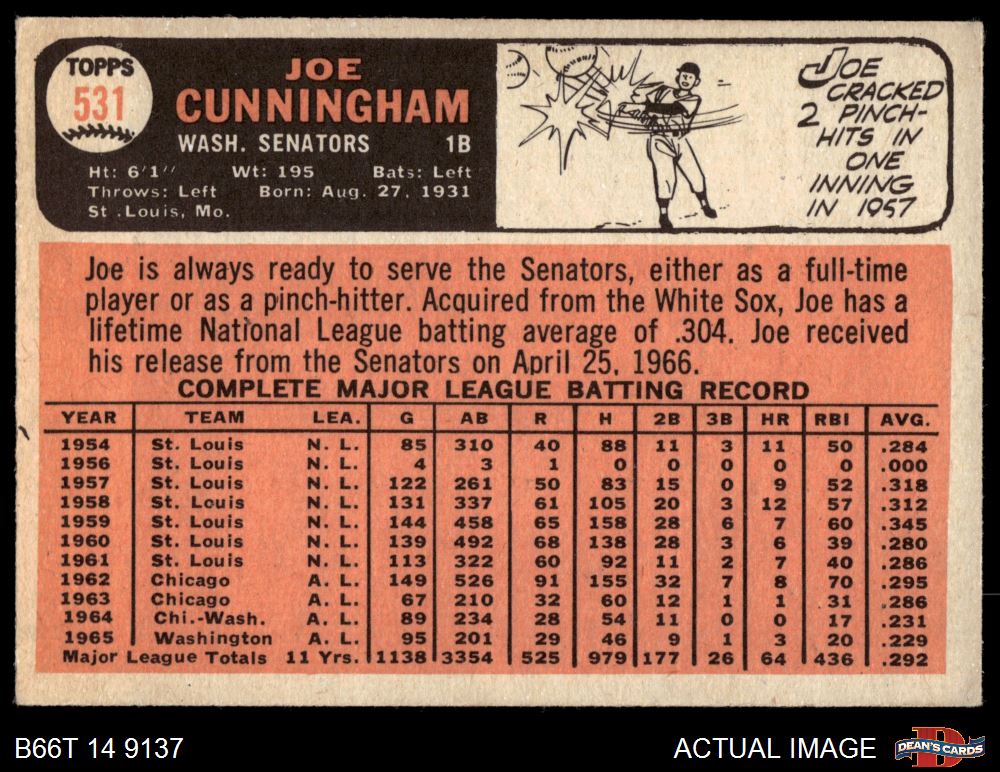 TOPPS
531
JOE
CUNNINGHAM
WASH. SENATORS 1B
Ht: 6'1" Wt: 195 Bats: Left
Throws: Left Born: Aug. 27, 1931
St .Louis, Mo.
JOE
CRACKED
2 PINCH-
HITS IN
ONE
INNING
IN 1957
Joe is always ready to serve the Senators, either as a full-time
player or as a pinch-hitter. Acquired from the White Sox, Joe has a
lifetime National League batting average of .304. Joe received
his release from the Senators on April 25, 1966.
COMPLETE MAJOR LEAGUE BATTING RECORD
YEAR TEAM LEA. G AB R H 2B 3B HR RBI AVG.
1954 St. Louis N. L. 85 310 40 88 11 3 11 50 .284
1956 St. Louis N. L. 4 3 1 0 0 0 0 0 .000
1957 St. Louis N. L. 122 261 50 83 15 0 9 52 .318
1958 St. Louis N. L. 131 337 61 105 20 3 12 57 .312
1959 St. Louis N. L. 144 458 65 158 28 6 7 60 .345
1960 St. Louis N. L. 139 492 68 138 28 3 6 39 .280
1961 St. Louis N. L. 113 322 60 92 11 2 7 40 .286
1962 Chicago A. L. 149 526 91 155 32 7 8 70 .295
1963 Chicago A. L. 67 210 32 60 12 1 1 31 .286
1964 Chi.-Wash. A. L. 89 234 28 54 11 0 0 17 .231
1965 Washington A. L. 95 201 29 46 9 1 3 20 .229
Major League Totals 11 Yrs. 1138 3354 525 979 177 26 64 436 .292
B66T 14 9137
ACTUAL IMAGE
D
DEAN'S CARDS